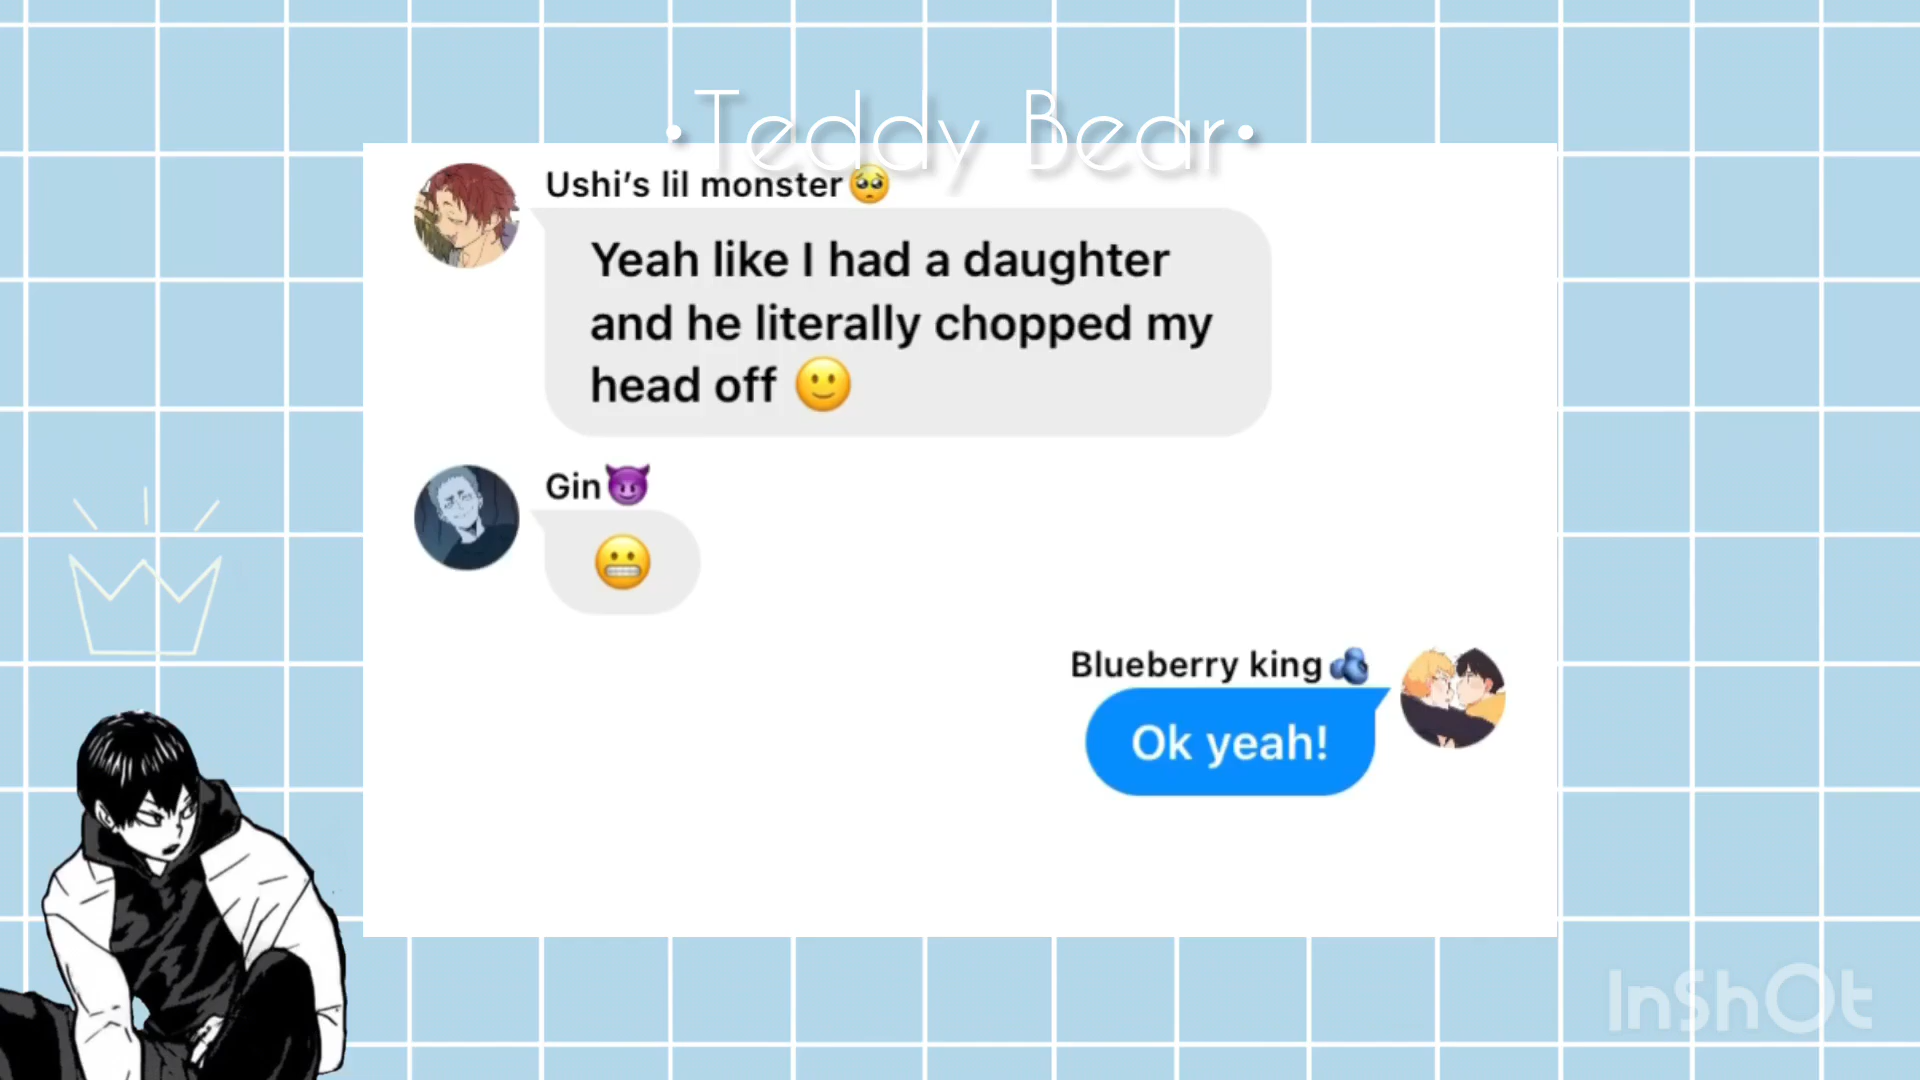 •Teddy Bear•
Ushi’s lil monster🥺
Yeah like I had a daughter
and he literally chopped my
head off 🙂
Gin😈
😬
Blueberry king🫐
Ok yeah!
InShOt